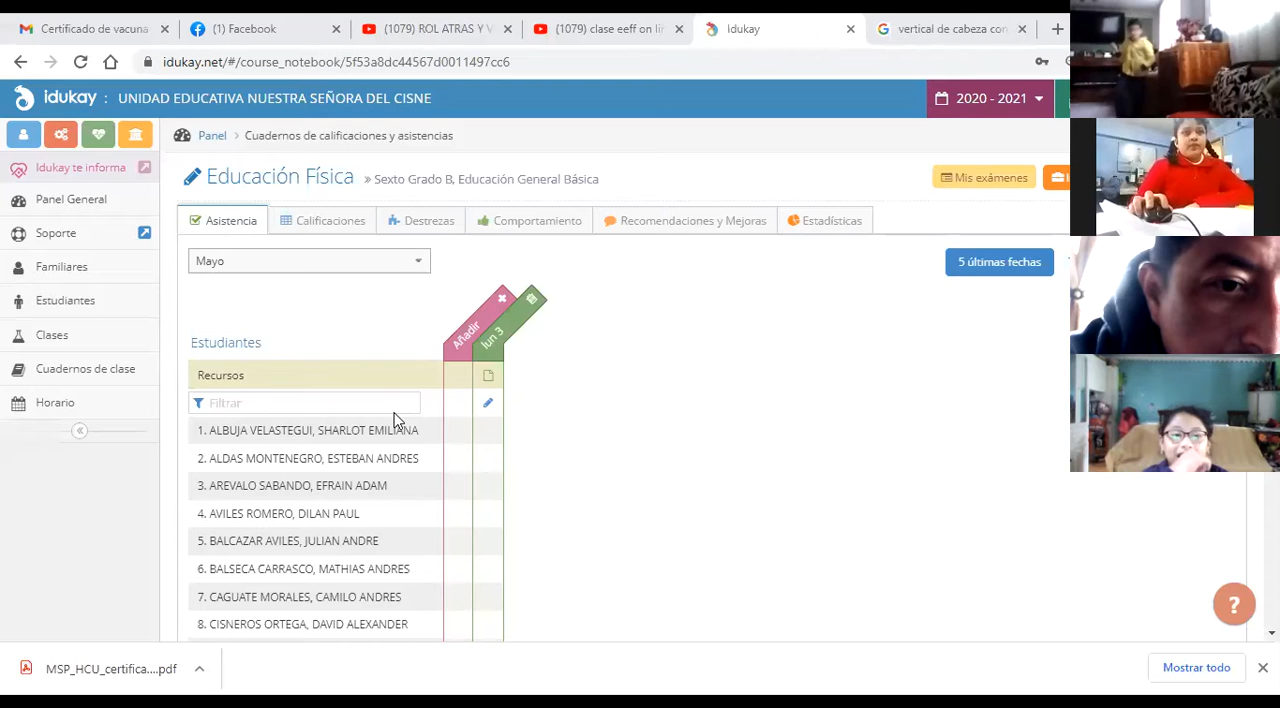 Certificado de vacuna
(1) Facebook
(1079) ROL ATRAS Y V
(1079) clase eeff on lin
Idukay
vertical de cabeza con
idukay.net/#/course_notebook/
idukay : UNIDAD EDUCATIVA NUESTRA SEÑORA DEL CISNE
2020 - 2021
Idukay te informa
Panel > Cuadernos de calificaciones y asistencias
Panel General
Educación Física » Sexto Grado B, Educación General Básica
Mis exámenes
Soporte
Asistencia
Calificaciones
Destrezas
Comportamiento
Recomendaciones y Mejoras
Estadísticas
Familiares
Mayo
5 últimas fechas
Estudiantes
Clases
Cuadernos de clase
Horario
Añadir
lun 3
Estudiantes
Recursos
Filtrar
1. ALBUJA VELASTEGUI, SHARLOT EMILIANA
2. ALDAS MONTENEGRO, ESTEBAN ANDRES
3. AREVALO SABANDO, EFRAIN ADAM
4. AVILES ROMERO, DILAN PAUL
5. BALCAZAR AVILES, JULIAN ANDRE
6. BALSECA CARRASCO, MATHIAS ANDRES
7. CAGUATE MORALES, CAMILO ANDRES
8. CISNEROS ORTEGA, DAVID ALEXANDER
?
MSP_HCU_certifica....pdf
Mostrar todo